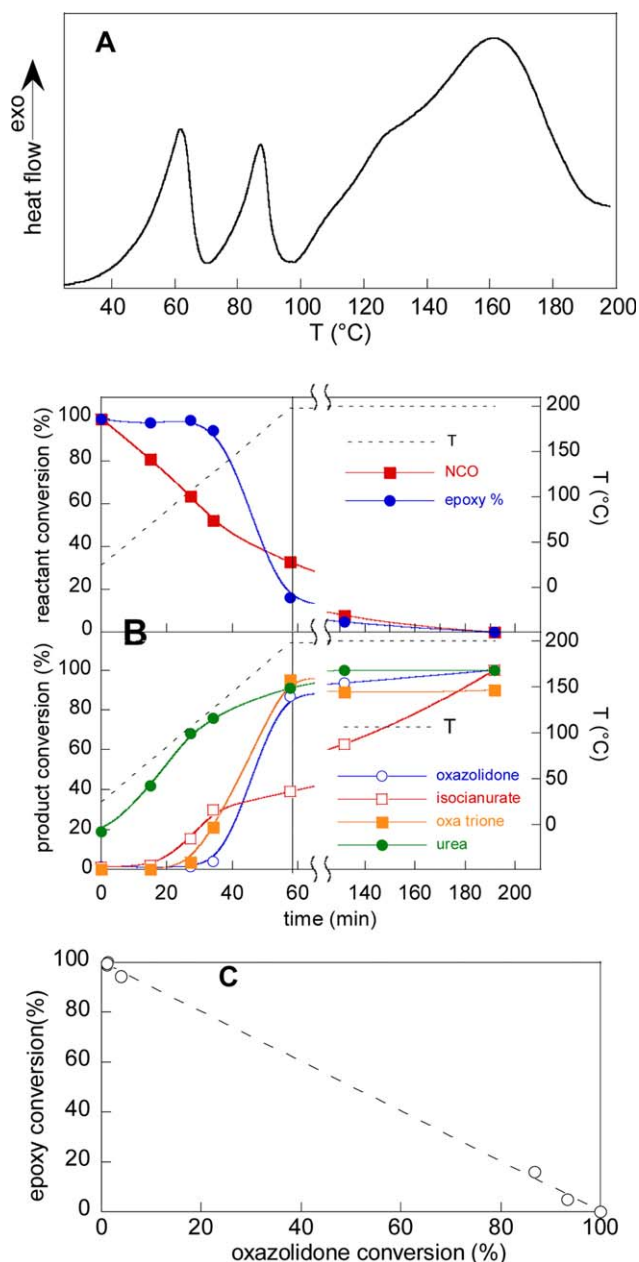 A
heat flow exo
40 60 80 100 120 140 160 180 200
T (°C)
100
80
60
40
20
0
reactant conversion (%)
T
NCO
epoxy %
200
150
100
50
0
T (°C)
B
100
80
60
40
20
0
product conversion (%)
T
oxazolidone
isocianurate
oxa trione
urea
200
150
100
50
0
T (°C)
0 20 40 60 140 160 180 200
time (min)
C
100
80
60
40
20
0
epoxy conversion(%)
0 20 40 60 80 100
oxazolidone conversion (%)